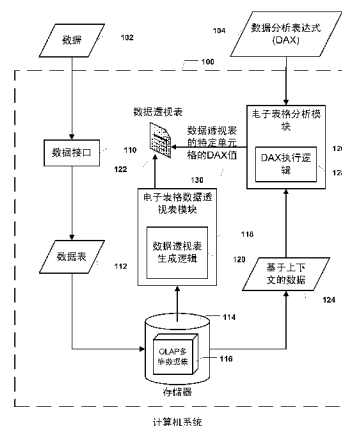 数据
102
104
数据分析表达式
(DAX)
100
数据透视表
数据透视表
的特定单元
格的DAX值
电子表格分析模
块
DAX执行逻
辑
126
128
数据接口
110
122
130
电子表格数据透
视表模块
118
数据透视表
生成逻辑
120
数据表
112
基于上下
文的数据
124
114
OLAP多
维数据集
116
存储器
计算机系统